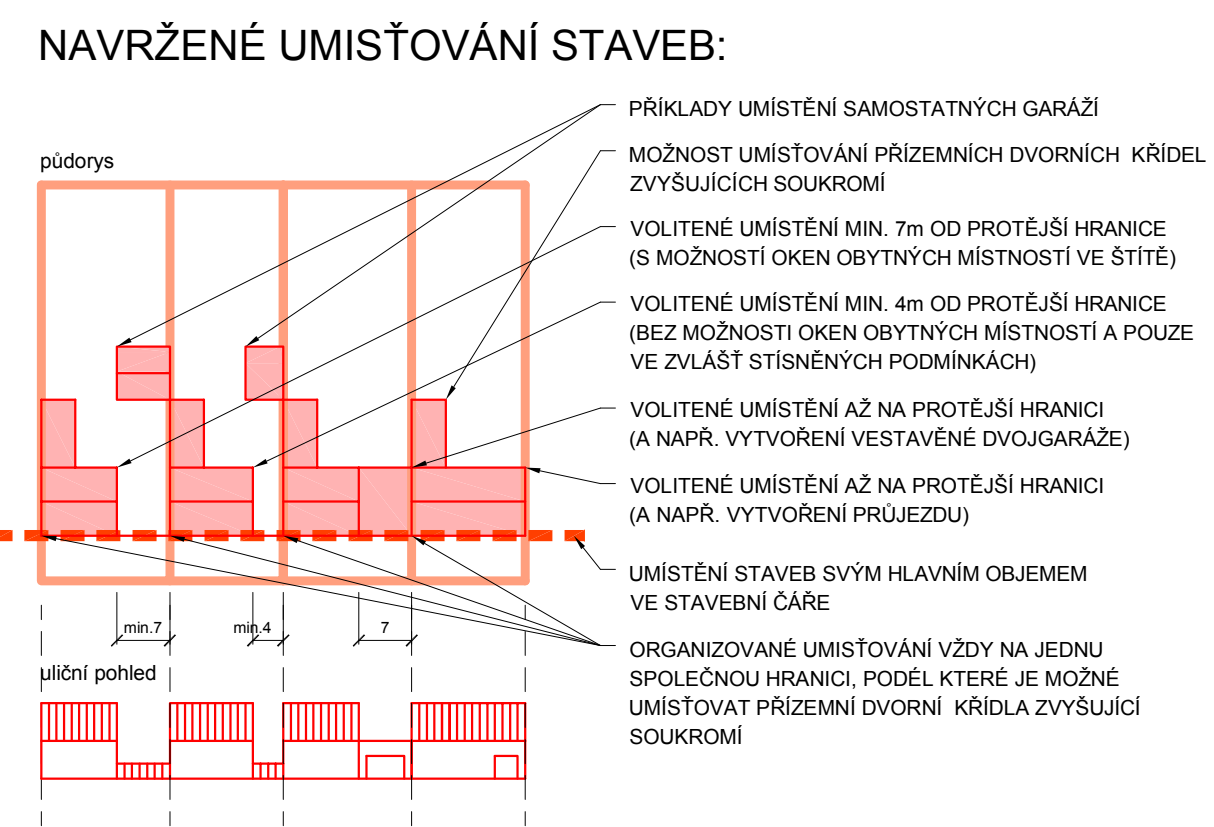 NAVRŽENÉ UMISŤOVÁNÍ STAVEB:
půdorys
PŘÍKLADY UMÍSTĚNÍ SAMOSTATNÝCH GARÁŽÍ
MOŽNOST UMÍSŤOVÁNÍ PŘÍZEMNÍCH DVORNÍCH KŘÍDEL
ZVYŠUJÍCÍCH SOUKROMÍ
VOLITENÉ UMÍSTĚNÍ MIN. 7m OD PROTĚJŠÍ HRANICE
(S MOŽNOSTÍ OKEN OBYTNÝCH MÍSTNOSTÍ VE ŠTÍTĚ)
VOLITENÉ UMÍSTĚNÍ MIN. 4m OD PROTĚJŠÍ HRANICE
(BEZ MOŽNOSTI OKEN OBYTNÝCH MÍSTNOSTÍ A POUZE
VE ZVLÁŠŤ STÍSNĚNÝCH PODMÍNKÁCH)
VOLITENÉ UMÍSTĚNÍ AŽ NA PROTĚJŠÍ HRANICI
(A NAPŘ. VYTVOŘENÍ VESTAVĚNÉ DVOJGARÁŽE)
VOLITENÉ UMÍSTĚNÍ AŽ NA PROTĚJŠÍ HRANICI
(A NAPŘ. VYTVOŘENÍ PRŮJEZDU)
UMÍSTĚNÍ STAVEB SVÝM HLAVNÍM OBJEMEM
VE STAVEBNÍ ČÁŘE
ORGANIZOVANÉ UMISŤOVÁNÍ VŽDY NA JEDNU
SPOLEČNOU HRANICI, PODÉL KTERÉ JE MOŽNÉ
UMÍSŤOVAT PŘÍZEMNÍ DVORNÍ KŘÍDLA ZVYŠUJÍCÍ
SOUKROMÍ
min.7 min.4 7
uliční pohled